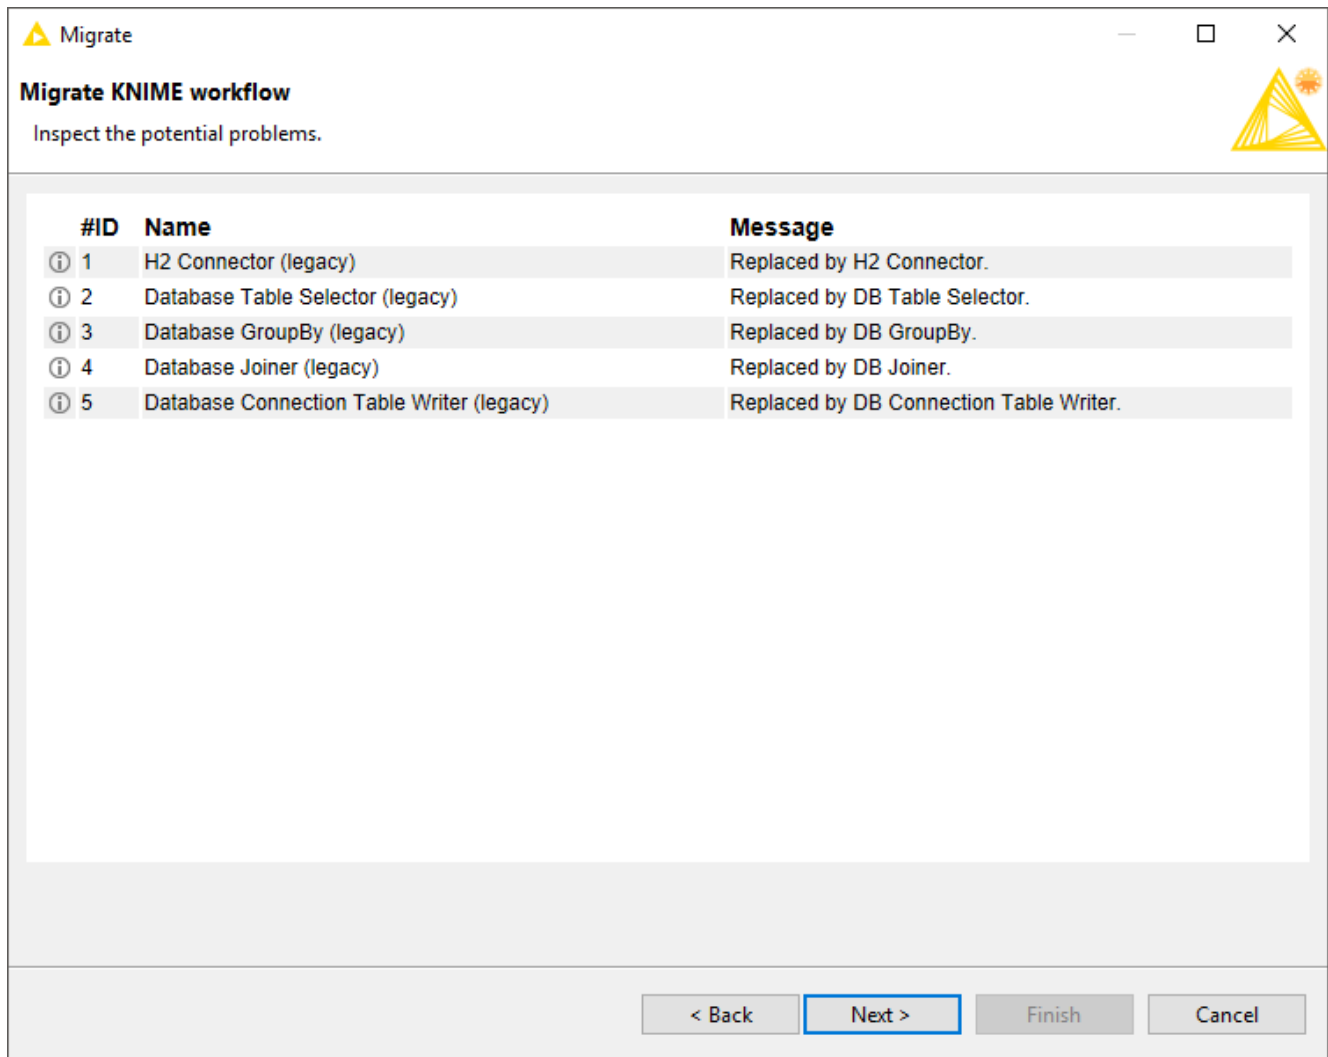 Migrate
Migrate KNIME workflow
Inspect the potential problems.
#ID Name Message
1 H2 Connector (legacy) Replaced by H2 Connector.
2 Database Table Selector (legacy) Replaced by DB Table Selector.
3 Database GroupBy (legacy) Replaced by DB GroupBy.
4 Database Joiner (legacy) Replaced by DB Joiner.
5 Database Connection Table Writer (legacy) Replaced by DB Connection Table Writer.
< Back Next > Finish Cancel